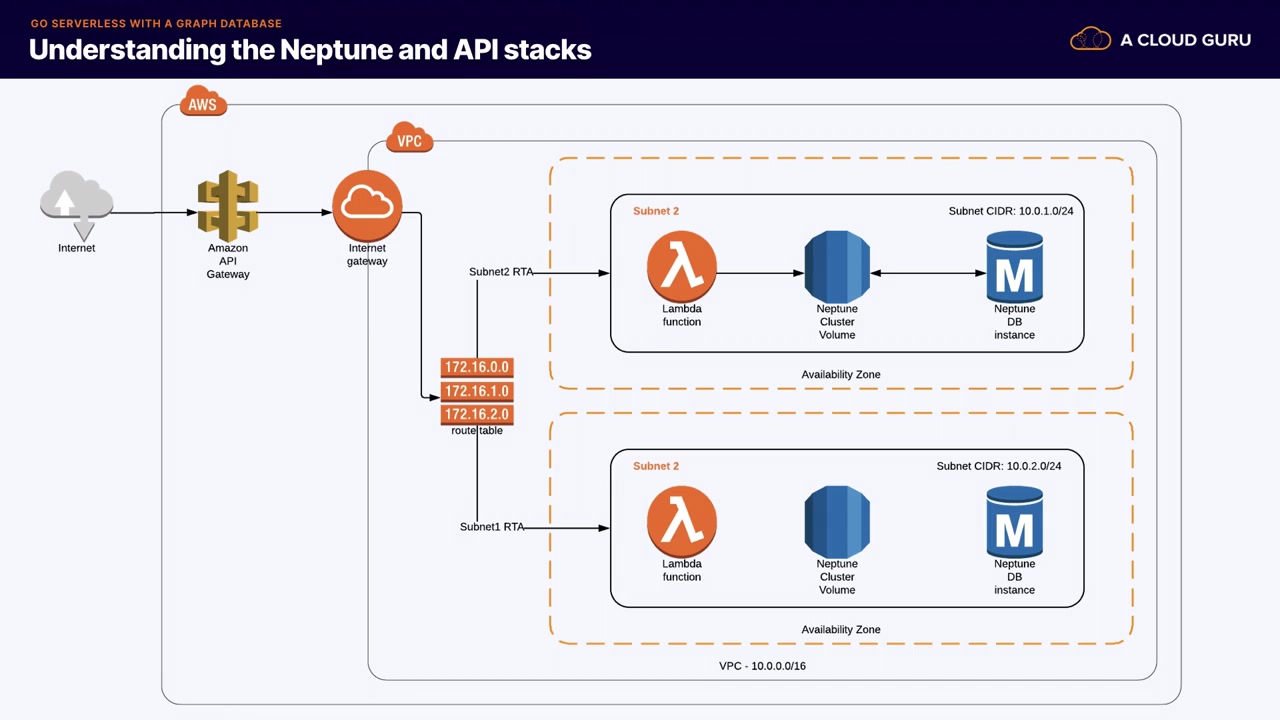 GO SERVERLESS WITH A GRAPH DATABASE
Understanding the Neptune and API stacks
A CLOUD GURU
AWS
VPC
Internet
Amazon
API
Gateway
Internet
gateway
Subnet2 RTA
172.16.0.0
172.16.1.0
172.16.2.0
route table
Subnet1 RTA
Subnet 2
Subnet CIDR: 10.0.1.0/24
Lambda
function
Neptune
Cluster
Volume
M
Neptune
DB
instance
Availability Zone
Subnet 2
Subnet CIDR: 10.0.2.0/24
Lambda
function
Neptune
Cluster
Volume
M
Neptune
DB
instance
Availability Zone
VPC - 10.0.0.0/16